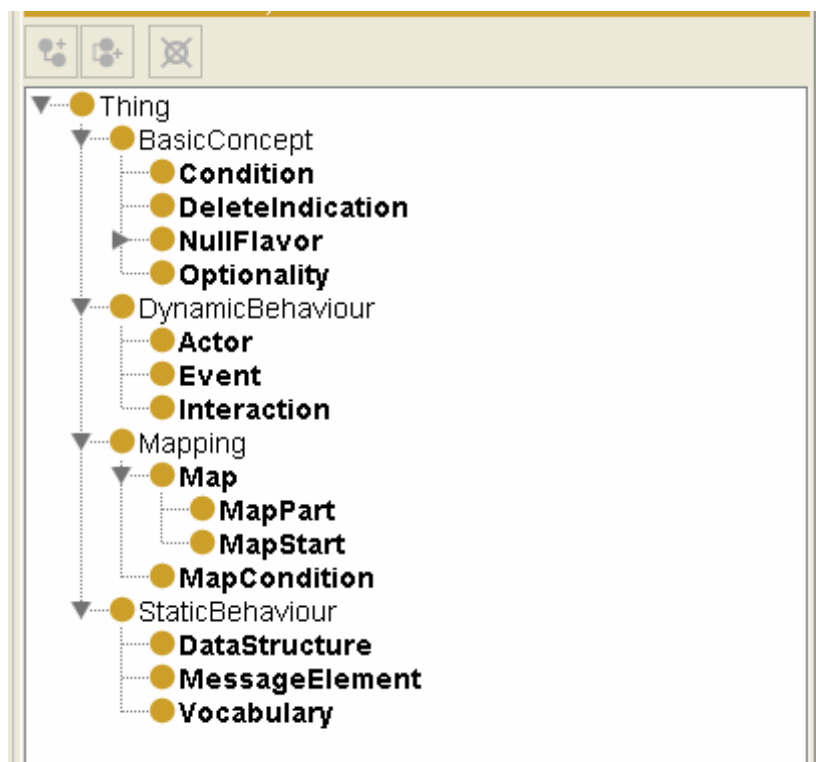 Thing
BasicConcept
Condition
DeleteIndication
NullFlavor
Optionality
DynamicBehaviour
Actor
Event
Interaction
Mapping
Map
MapPart
MapStart
MapCondition
StaticBehaviour
DataStructure
MessageElement
Vocabulary